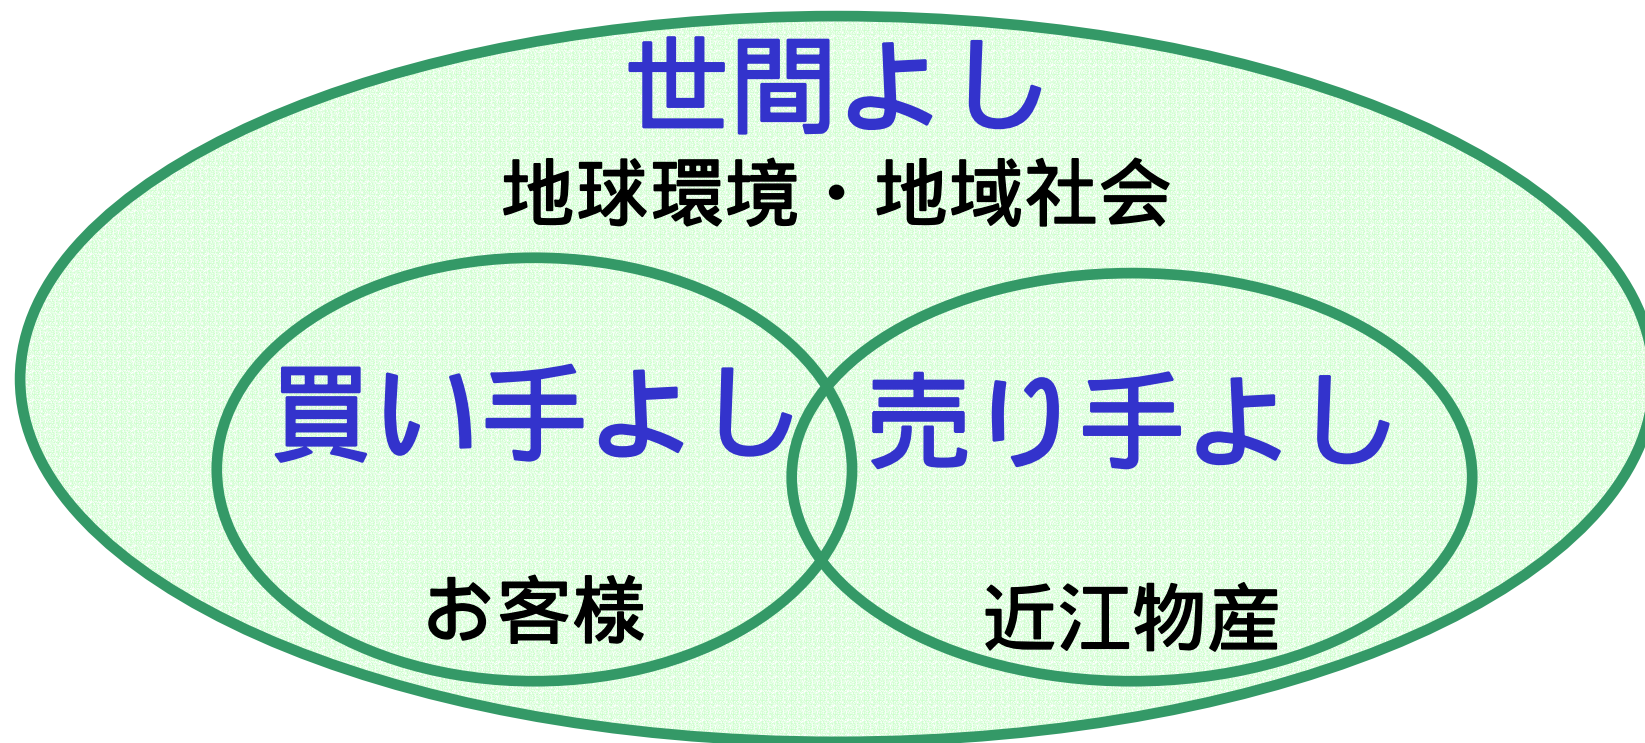 世間よし
地球環境・地域社会
買い手よし
売り手よし
お客様
近江物産